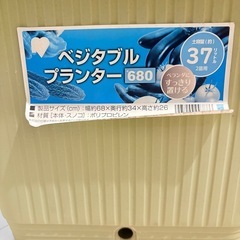 ベジタブル
プランター 680
土容量(約)
37リットル
ベランダに
すっきり
置ける
■製品サイズ(cm):幅約68×奥行約34×高さ約26
■材質[本体・スノコ]:ポリプロピレン